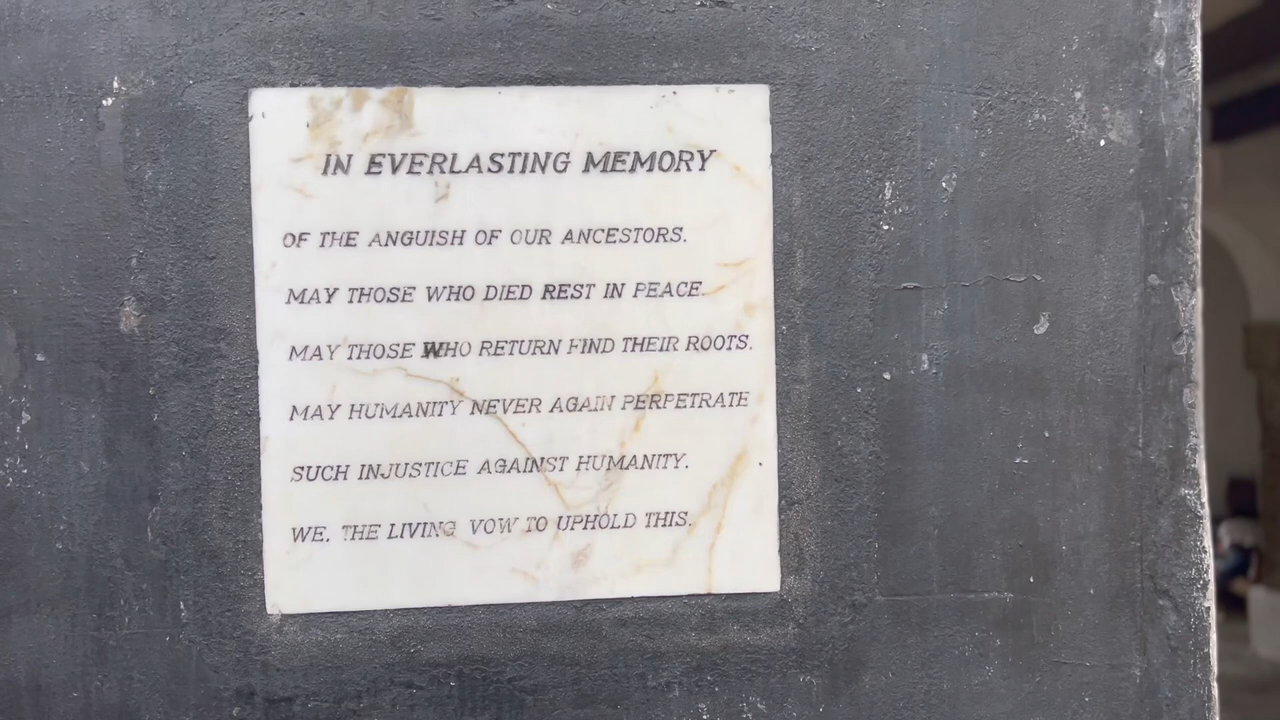 IN EVERLASTING MEMORY
OF THE ANGUISH OF OUR ANCESTORS.
MAY THOSE WHO DIED REST IN PEACE.
MAY THOSE WHO RETURN FIND THEIR ROOTS.
MAY HUMANITY NEVER AGAIN PERPETRATE
SUCH INJUSTICE AGAINST HUMANITY.
WE, THE LIVING VOW TO UPHOLD THIS.